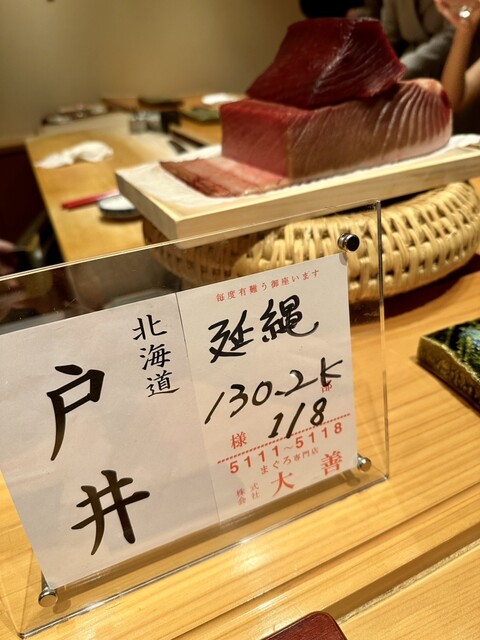 北海道
戸井
毎度有難う御座います
延縄
130.2K
部
1/8
様
5111~5118
まぐろ専門店
株式会社 大善